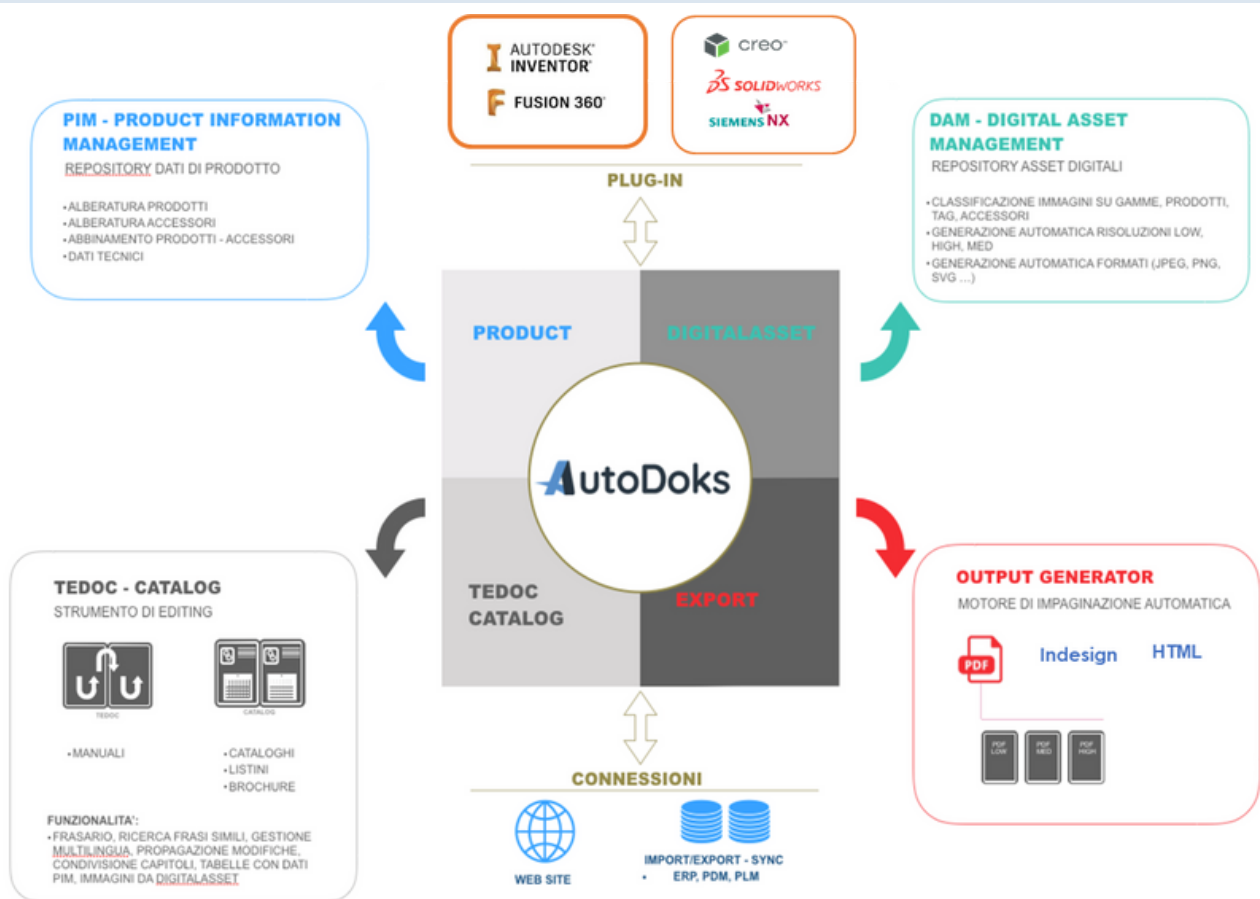 AUTODESK®
INVENTOR®
FUSION 360®
creo™
SOLIDWORKS
SIEMENS NX
PLUG-IN
PIM - PRODUCT INFORMATION
MANAGEMENT
REPOSITORY DATI DI PRODOTTO
•ALBERATURA PRODOTTI
•ALBERATURA ACCESSORI
•ABBINAMENTO PRODOTTI - ACCESSORI
•DATI TECNICI
DAM - DIGITAL ASSET
MANAGEMENT
REPOSITORY ASSET DIGITALI
•CLASSIFICAZIONE IMMAGINI SU GAMME, PRODOTTI,
TAG, ACCESSORI
•GENERAZIONE AUTOMATICA RISOLUZIONI LOW,
HIGH, MED
•GENERAZIONE AUTOMATICA FORMATI (JPEG, PNG,
SVG ...)
PRODUCT
DIGITALASSET
AutoDoks
TEDOC
CATALOG
EXPORT
TEDOC - CATALOG
STRUMENTO DI EDITING
TEDOC
CATALOG
•MANUALI
•CATALOGHI
•LISTINI
•BROCHURE
FUNZIONALITA':
•FRASARIO, RICERCA FRASI SIMILI, GESTIONE
MULTILINGUA, PROPAGAZIONE MODIFICHE,
CONDIVISIONE CAPITOLI, TABELLE CON DATI
PIM, IMMAGINI DA DIGITALASSET
OUTPUT GENERATOR
MOTORE DI IMPAGINAZIONE AUTOMATICA
PDF
Indesign
HTML
PDF
LOW
PDF
MED
PDF
HIGH
CONNESSIONI
WEB SITE
IMPORT/EXPORT - SYNC
• ERP, PDM, PLM